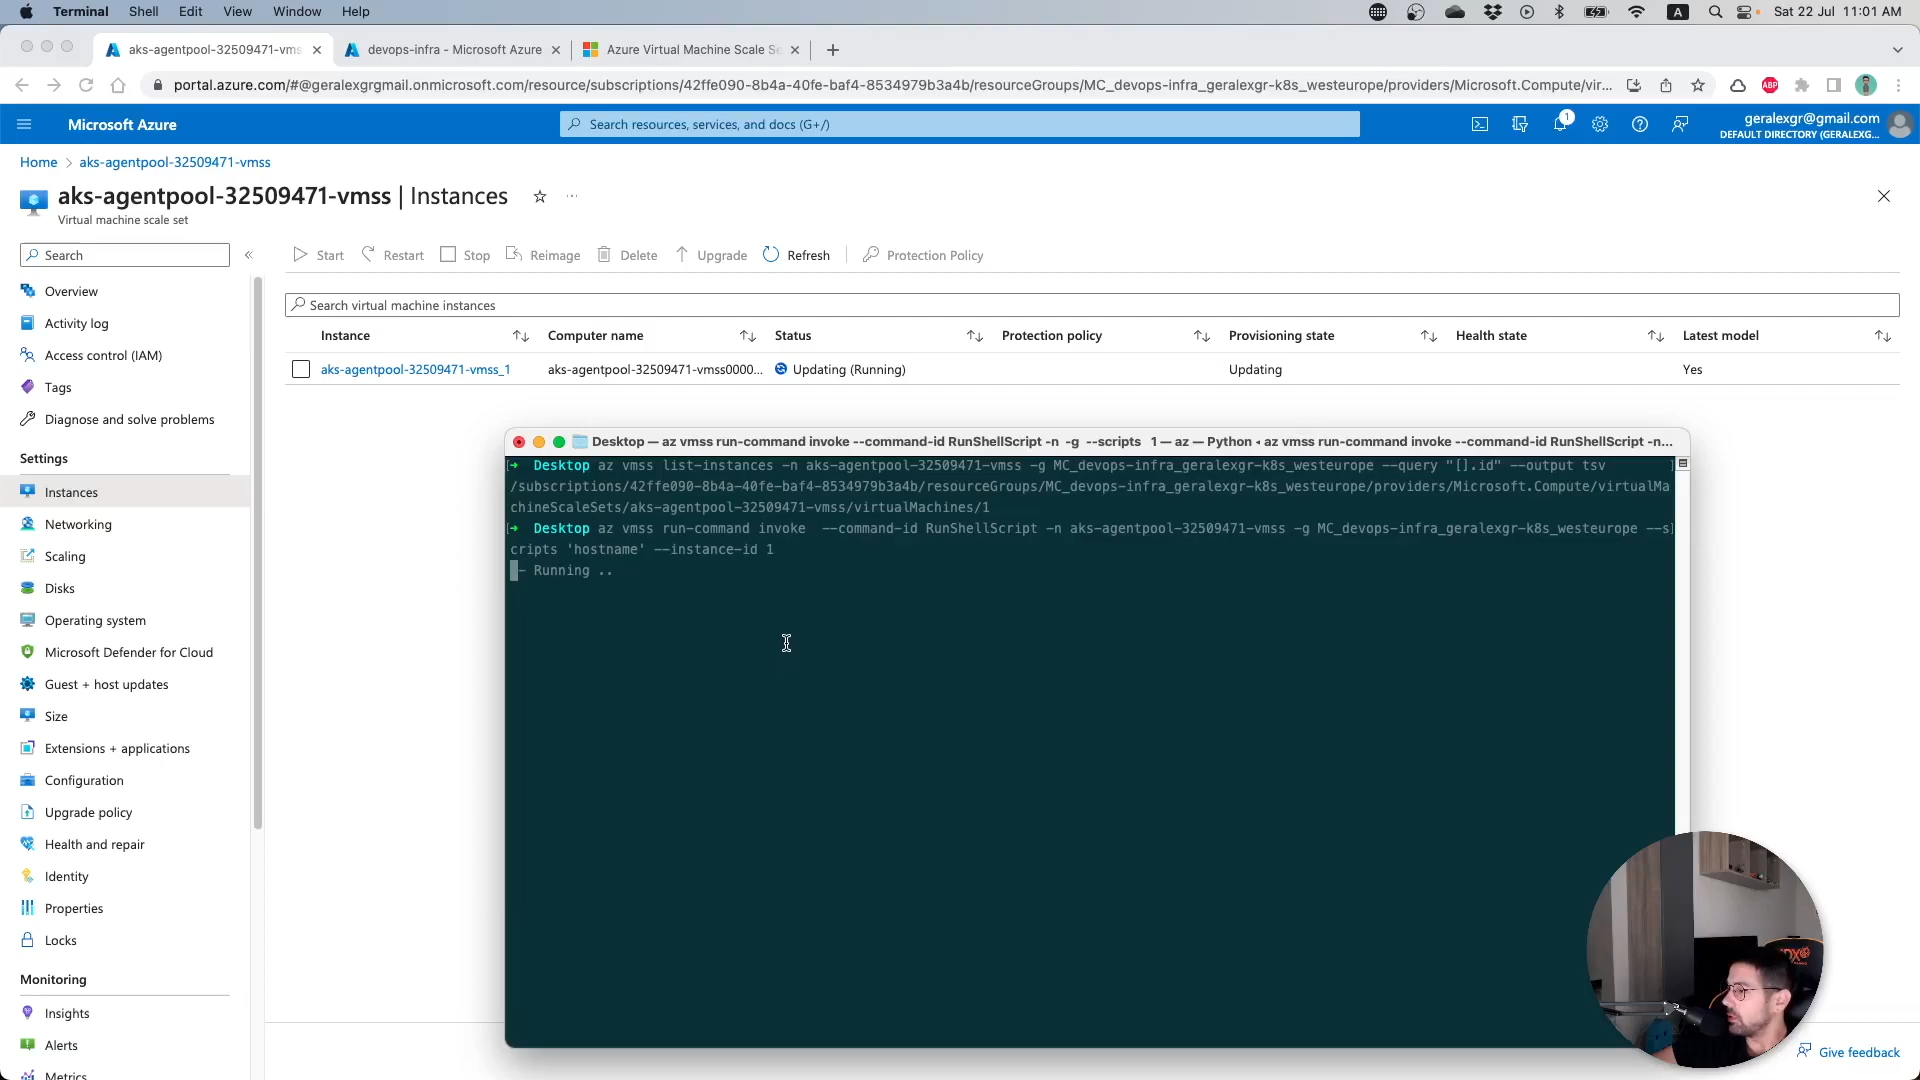 Terminal Shell Edit View Window Help
A Sat 22 Jul 11:01 AM
aks-agentpool-32509471-vms
devops-infra - Microsoft Azure
Azure Virtual Machine Scale Se
portal.azure.com/#@geralexgrgmail.onmicrosoft.com/resource/subscriptions/42ffe090-8b4a-40fe-baf4-8534979b3a4b/resourceGroups/MC_devops-infra_geralexgr-k8s_westeurope/providers/Microsoft.Compute/vir...
ABP
Microsoft Azure
Search resources, services, and docs (G+/)
1
geralexgr@gmail.com
DEFAULT DIRECTORY (GERALEXG...
Home > aks-agentpool-32509471-vmss
aks-agentpool-32509471-vmss | Instances
Virtual machine scale set
Search
Start Restart Stop Reimage Delete Upgrade Refresh Protection Policy
Search virtual machine instances
Instance Computer name Status Protection policy Provisioning state Health state Latest model
aks-agentpool-32509471-vmss_1 aks-agentpool-32509471-vmss0000... Updating (Running) Updating Yes
Overview
Activity log
Access control (IAM)
Tags
Diagnose and solve problems
Settings
Instances
Networking
Scaling
Disks
Operating system
Microsoft Defender for Cloud
Guest + host updates
Size
Extensions + applications
Configuration
Upgrade policy
Health and repair
Identity
Properties
Locks
Monitoring
Insights
Alerts
Metrics
Desktop — az vmss run-command invoke --command-id RunShellScript -n -g --scripts 1 — az — Python ◂ az vmss run-command invoke --command-id RunShellScript -n...
➜ Desktop az vmss list-instances -n aks-agentpool-32509471-vmss -g MC_devops-infra_geralexgr-k8s_westeurope --query "[].id" --output tsv
/subscriptions/42ffe090-8b4a-40fe-baf4-8534979b3a4b/resourceGroups/MC_devops-infra_geralexgr-k8s_westeurope/providers/Microsoft.Compute/virtualMa
chineScaleSets/aks-agentpool-32509471-vmss/virtualMachines/1
➜ Desktop az vmss run-command invoke --command-id RunShellScript -n aks-agentpool-32509471-vmss -g MC_devops-infra_geralexgr-k8s_westeurope --s
cripts 'hostname' --instance-id 1
- Running ..
Give feedback